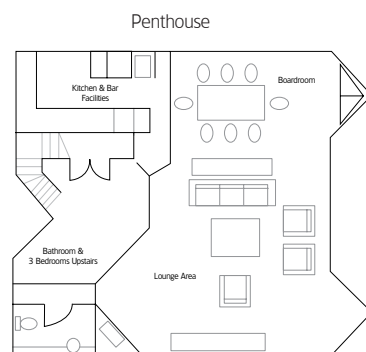 Penthouse
Kitchen & Bar
Facilities
Boardroom
Bathroom &
3 Bedrooms Upstairs
Lounge Area